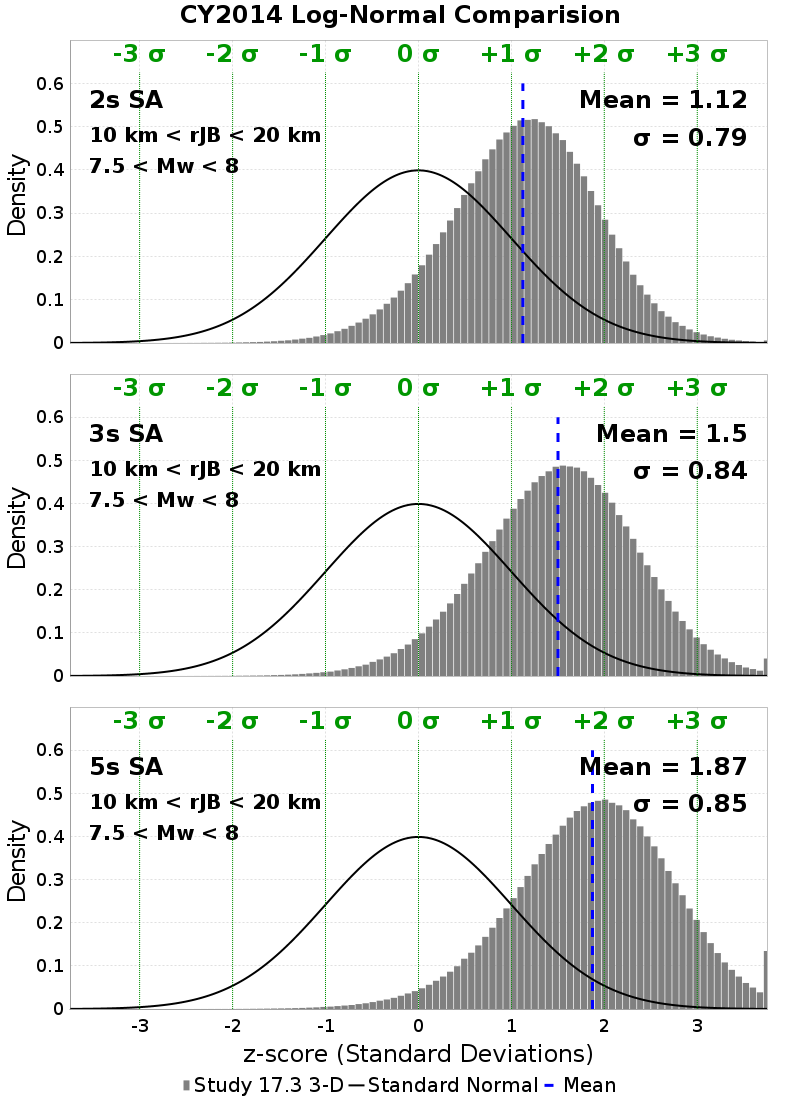 CY2014 Log-Normal Comparision
-3 σ -2 σ -1 σ 0 σ +1 σ +2 σ +3 σ
2s SA
10 km < rJB < 20 km
7.5 < Mw < 8
Mean = 1.12
σ = 0.79
Density
0.6
0.5
0.4
0.3
0.2
0.1
0
-3 σ -2 σ -1 σ 0 σ +1 σ +2 σ +3 σ
3s SA
10 km < rJB < 20 km
7.5 < Mw < 8
Mean = 1.5
σ = 0.84
Density
0.6
0.5
0.4
0.3
0.2
0.1
0
-3 σ -2 σ -1 σ 0 σ +1 σ +2 σ +3 σ
5s SA
10 km < rJB < 20 km
7.5 < Mw < 8
Mean = 1.87
σ = 0.85
Density
0.6
0.5
0.4
0.3
0.2
0.1
0
-3 -2 -1 0 1 2 3
z-score (Standard Deviations)
Study 17.3 3-D Standard Normal Mean